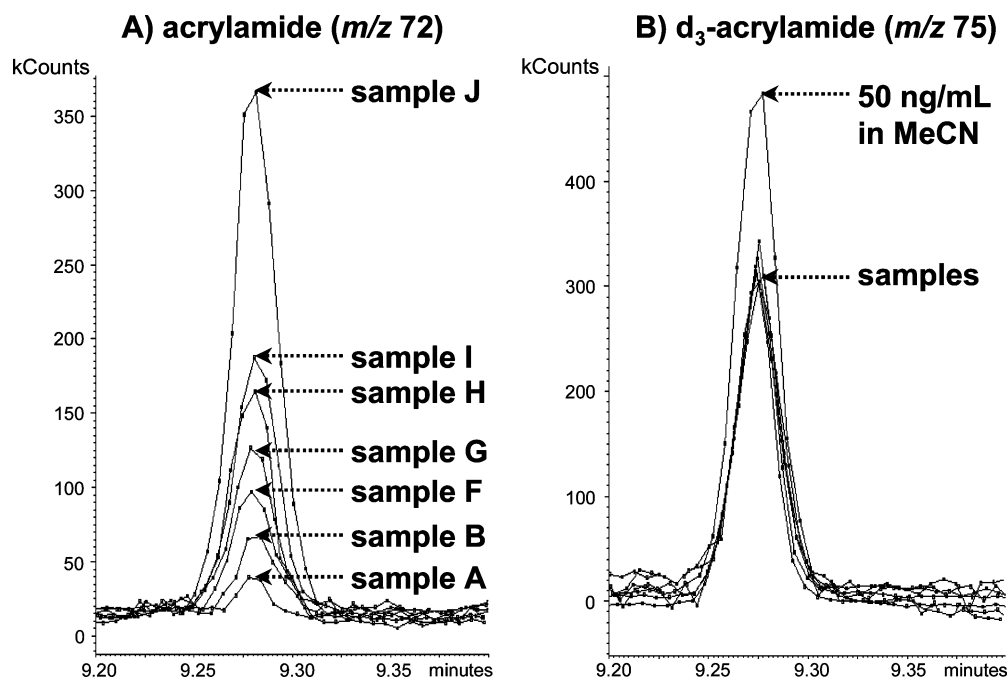 A) acrylamide (m/z 72)
kCounts
350
300
250
200
150
100
50
0
sample J
sample I
sample H
sample G
sample F
sample B
sample A
9.20 9.25 9.30 9.35 minutes
B) d₃-acrylamide (m/z 75)
kCounts
400
300
200
100
0
50 ng/mL
in MeCN
samples
9.20 9.25 9.30 9.35 minutes